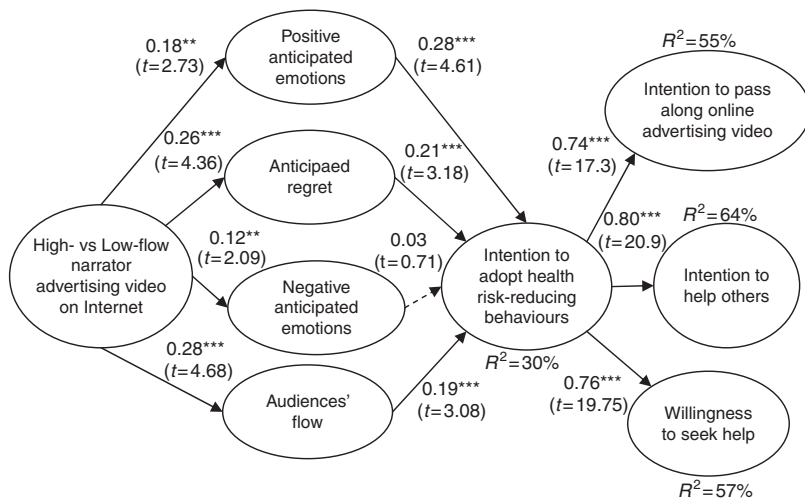 0.18**
(t=2.73)
Positive
anticipated
emotions
0.28***
(t=4.61)
R²=55%
Intention to pass
along online
advertising video
0.26***
(t=4.36)
Anticipaed
regret
0.21***
(t=3.18)
0.74***
(t=17.3)
High- vs Low-flow
narrator
advertising video
on Internet
0.12**
(t=2.09)
Negative
anticipated
emotions
0.03
(t=0.71)
Intention to
adopt health
risk-reducing
behaviours
R²=30%
0.80***
(t=20.9)
R²=64%
Intention to
help others
0.28***
(t=4.68)
Audiences'
flow
0.19***
(t=3.08)
0.76***
(t=19.75)
Willingness
to seek help
R²=57%